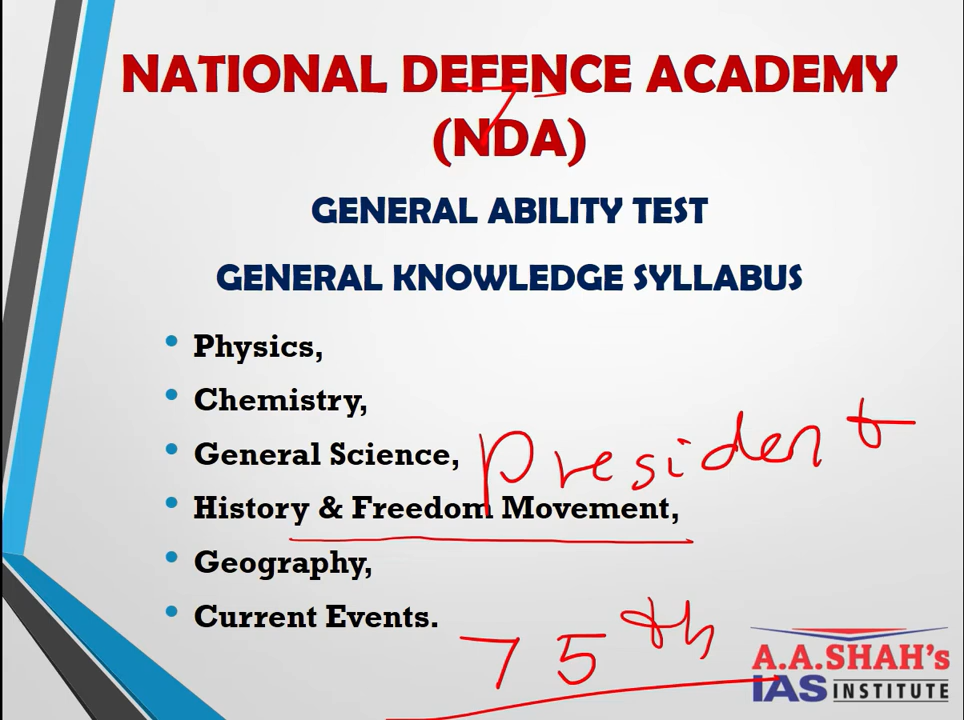 NATIONAL DEFENCE ACADEMY
(NDA)
GENERAL ABILITY TEST
GENERAL KNOWLEDGE SYLLABUS
• Physics,
• Chemistry,
• General Science,
President
• History & Freedom Movement,
• Geography,
• Current Events.
75th
A.A.SHAH's
IAS INSTITUTE